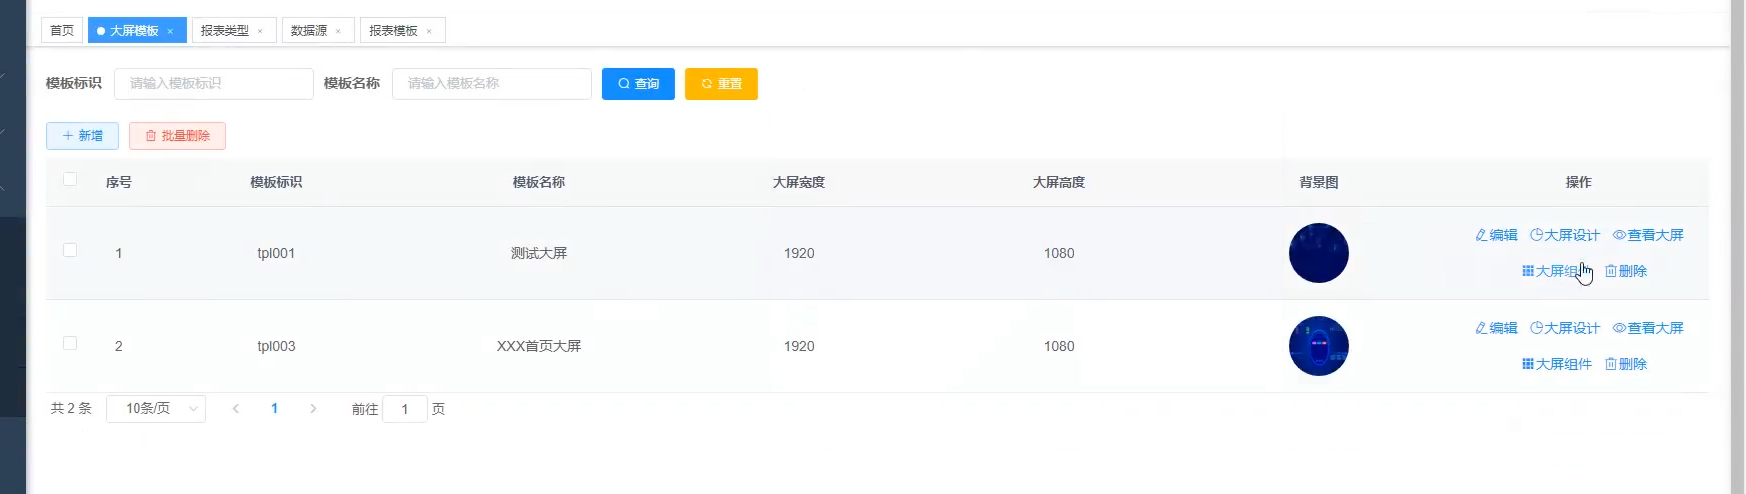 首页 大屏模板 × 报表类型 × 数据源 × 报表模板 ×
模板标识 请输入模板标识 模板名称 请输入模板名称 查询 重置
新增 批量删除
序号 模板标识 模板名称 大屏宽度 大屏高度 背景图 操作
1 tpl001 测试大屏 1920 1080 编辑 大屏设计 查看大屏
大屏组件 删除
2 tpl003 XXX首页大屏 1920 1080 编辑 大屏设计 查看大屏
大屏组件 删除
共 2 条 10条/页 1 前往 1 页